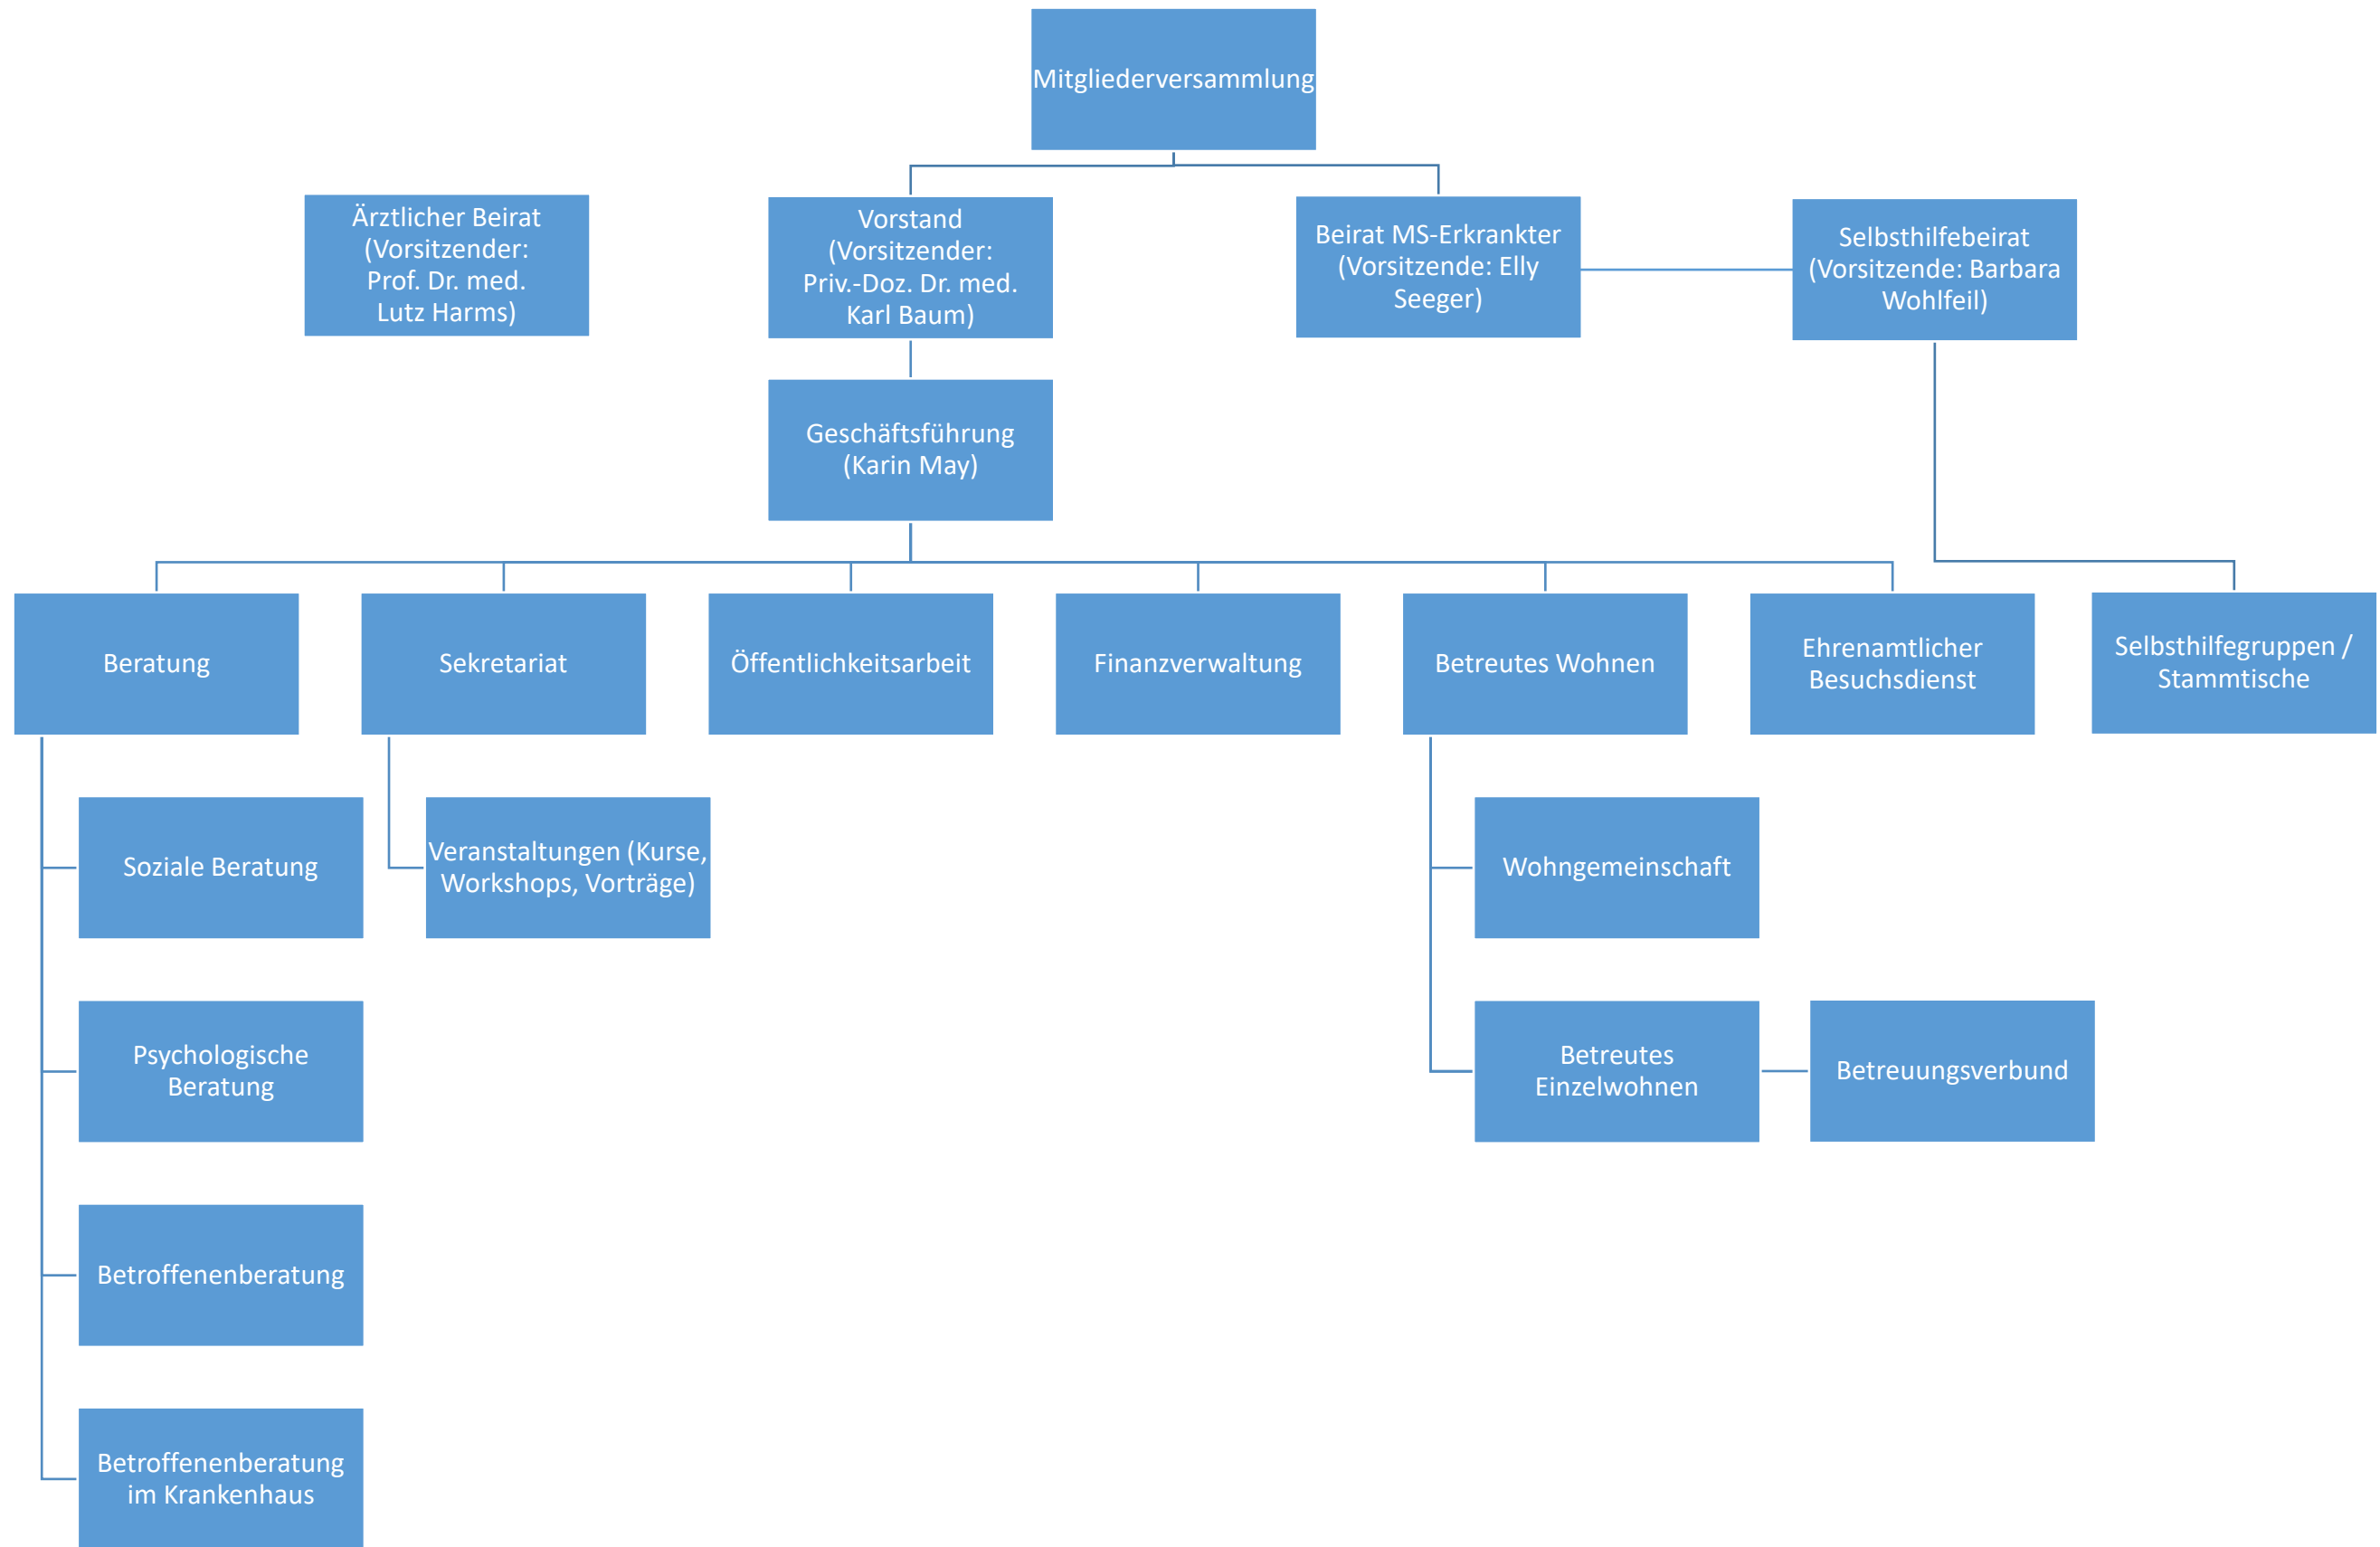 Mitgliederversammlung
Ärztlicher Beirat
(Vorsitzender:
Prof. Dr. med.
Lutz Harms)
Vorstand
(Vorsitzender:
Priv.-Doz. Dr. med.
Karl Baum)
Beirat MS-Erkrankter
(Vorsitzende: Elly
Seeger)
Selbsthilfebeirat
(Vorsitzende: Barbara
Wohlfeil)
Geschäftsführung
(Karin May)
Beratung
Sekretariat
Öffentlichkeitsarbeit
Finanzverwaltung
Betreutes Wohnen
Ehrenamtlicher
Besuchsdienst
Selbsthilfegruppen /
Stammtische
Soziale Beratung
Veranstaltungen (Kurse,
Workshops, Vorträge)
Wohngemeinschaft
Psychologische
Beratung
Betreutes
Einzelwohnen
Betreuungsverbund
Betroffenenberatung
Betroffenenberatung
im Krankenhaus